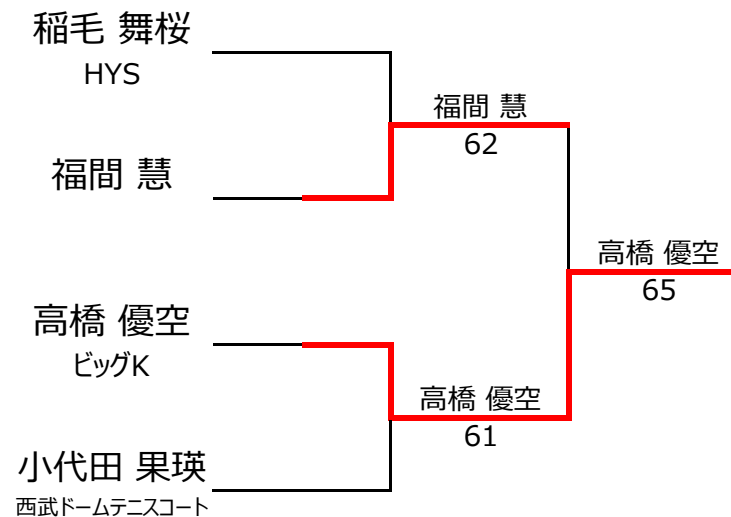 稲毛 舞桜
HYS
福間 慧
62
福間 慧
高橋 優空
65
高橋 優空
ビッグK
高橋 優空
61
小代田 果瑛
西武ドームテニスコート